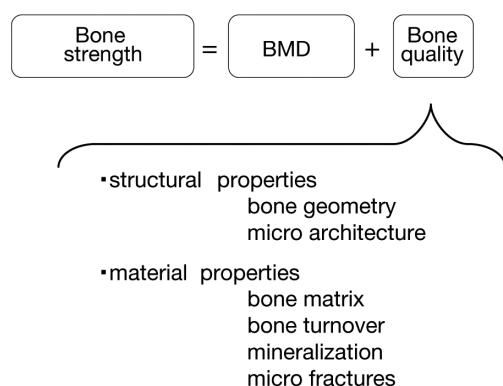 Bone
strength
=
BMD
+
Bone
quality
▪structural properties
bone geometry
micro architecture
▪material properties
bone matrix
bone turnover
mineralization
micro fractures